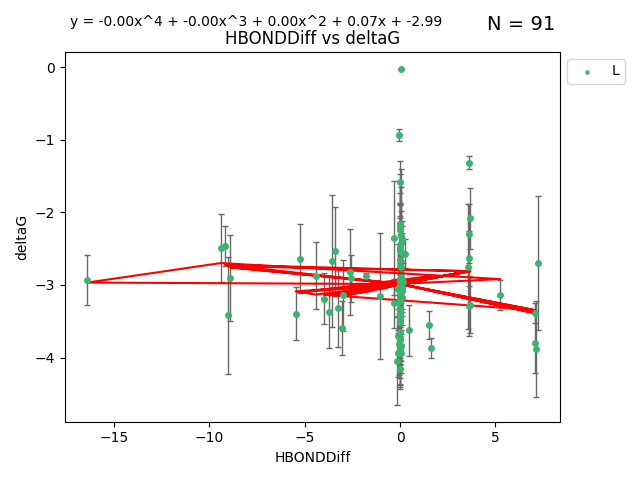 y = -0.00x^4 + -0.00x^3 + 0.00x^2 + 0.07x + -2.99
N = 91
HBONDDiff vs deltaG
L
deltaG
0
−1
−2
−3
−4
−15
−10
−5
0
5
HBONDDiff